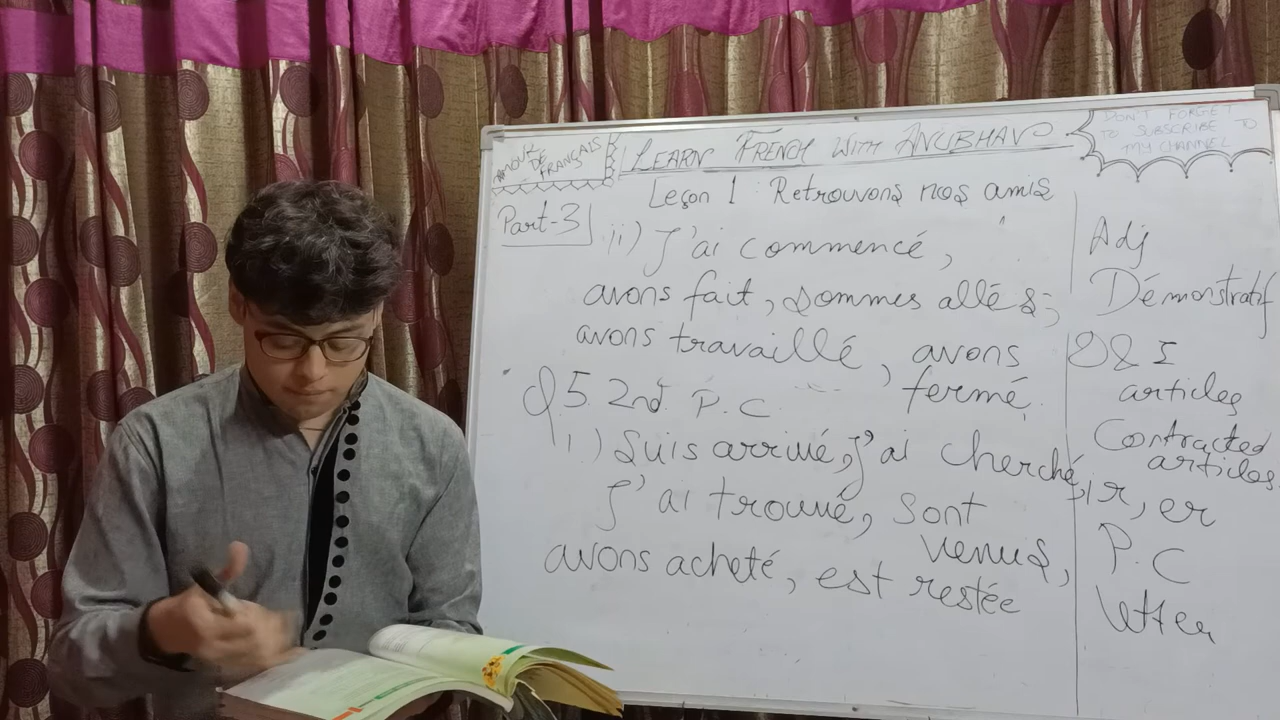 AMOUR DE FRANÇAIS
LEARN FRENCH WITH ANUBHAV
DON'T FORGET
TO SUBSCRIBE TO
MY CHANNEL
Leçon 1 Retrouvons nos amis
Part-3
ii) J'ai commencé,
avons fait, sommes allés,
avons travaillé, avons
fermé.
Q5. 2nd P.C
i) Suis arrivé, J'ai cherché,
J'ai trouvé, sont
venus,
avons acheté, est restée
Adj
Démonstratif
D & I
articles
Contracted
articles
ir, er
P.C
letter